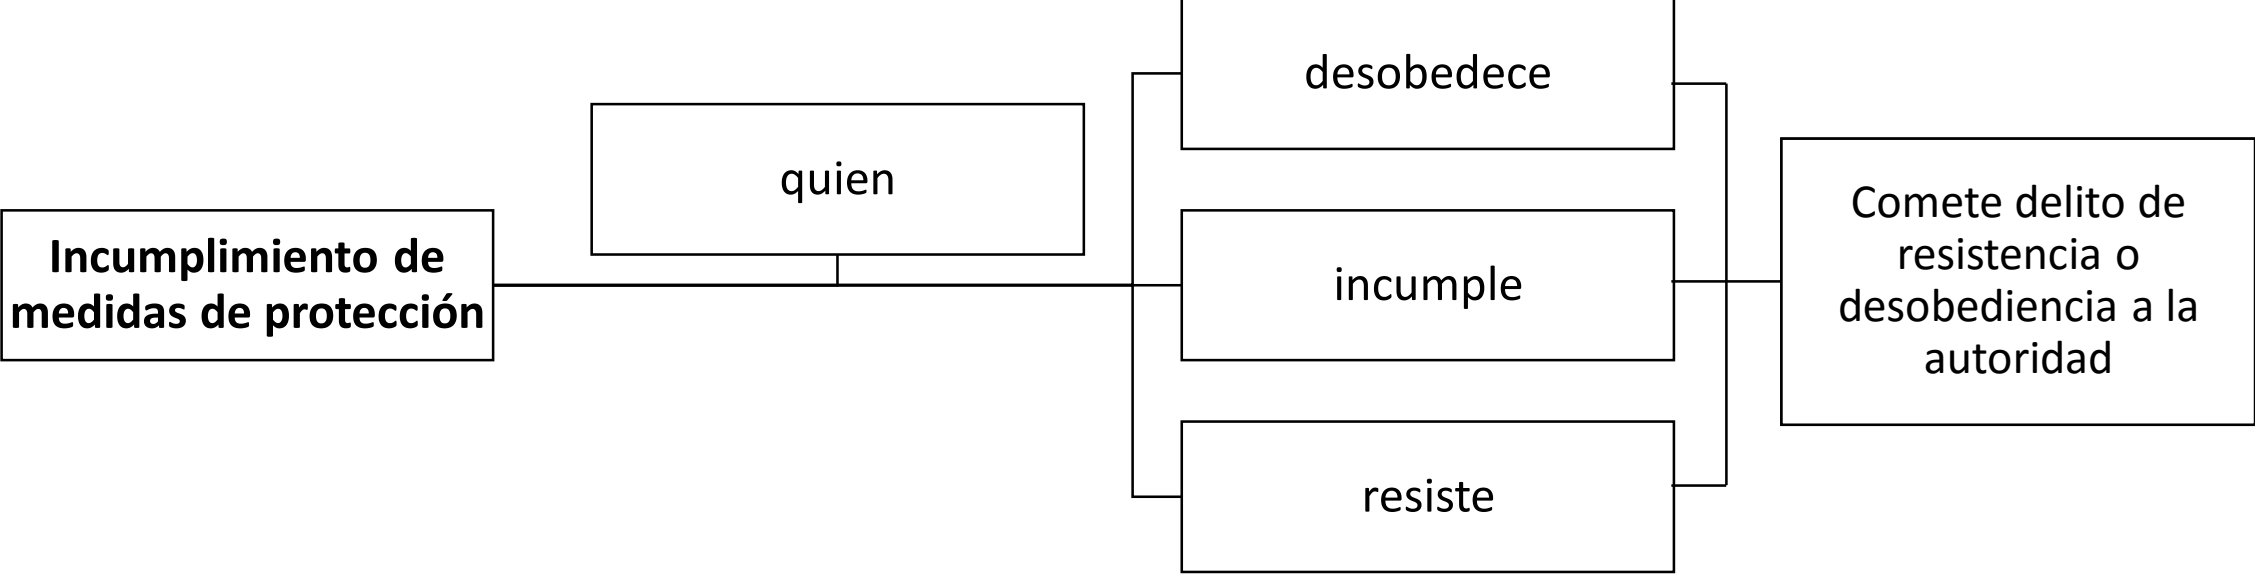 Incumplimiento de
medidas de protección
quien
desobedece
incumple
resiste
Comete delito de
resistencia o
desobediencia a la
autoridad